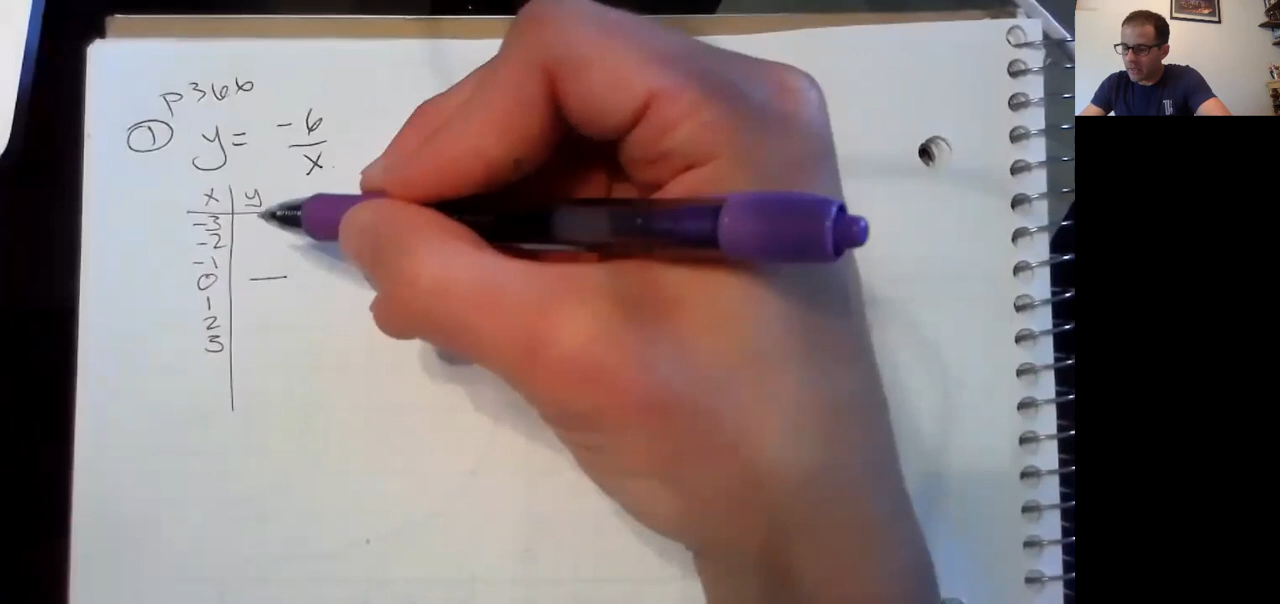 p366
① y = -6/x
x | y
-3
-2
-1
0 —
1
2
3